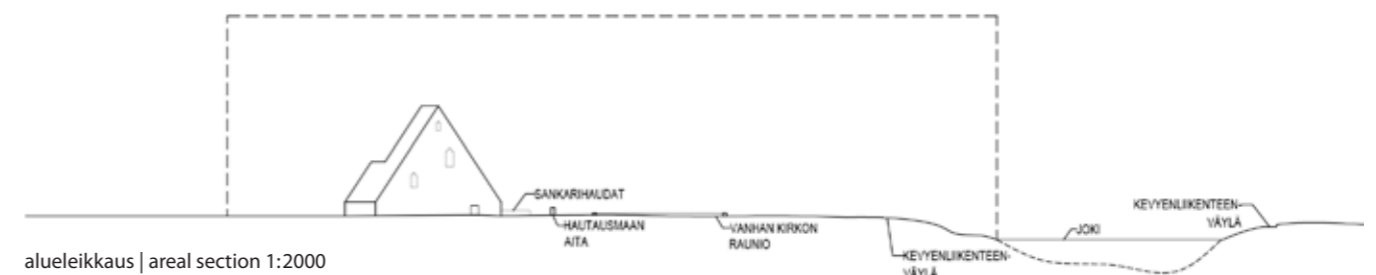 SANKARIHAUDAT
HAUTAUSMAAN
AITA
VANHAN KIRKON
RAUNIO
KEVYENLIIKENTEEN-
VÄYLÄ
JOKI
KEVYENLIIKENTEEN-
VÄYLÄ
alueleikkaus | areal section 1:2000